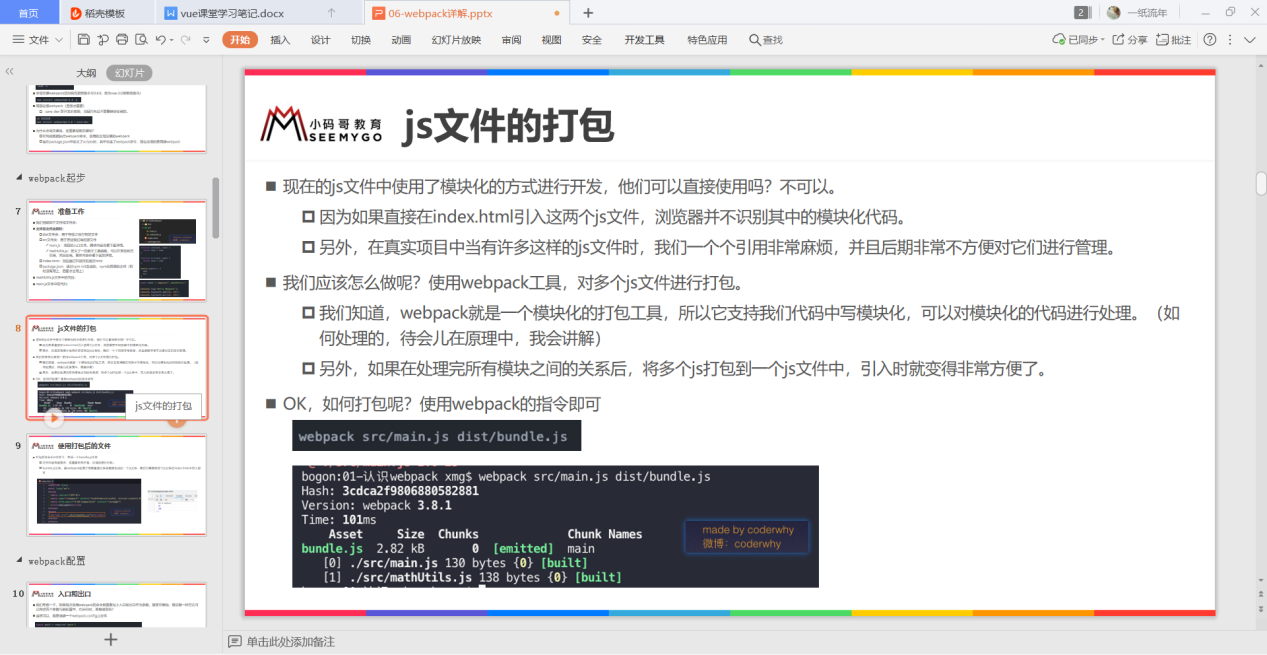 首页
稻壳模板
vue课堂学习笔记.docx
06-webpack详解.pptx
2
一纸流年
文件
开始
插入
设计
切换
动画
幻灯片放映
审阅
视图
安全
开发工具
特色应用
查找
已同步
分享
批注
大纲
幻灯片
webpack起步
7
准备工作
8
js文件的打包
js文件的打包
9
使用打包后的文件
webpack配置
10
入口和出口
小码哥教育
SEEMYGO
js文件的打包
现在的js文件中使用了模块化的方式进行开发，他们可以直接使用吗？不可以。
因为如果直接在index.html引入这两个js文件，浏览器并不识别其中的模块化代码。
另外，在真实项目中当有许多这样的js文件时，我们一个个引用非常麻烦，并且后期非常不方便对它们进行管理。
我们应该怎么做呢？使用webpack工具，对多个js文件进行打包。
我们知道，webpack就是一个模块化的打包工具，所以它支持我们代码中写模块化，可以对模块化的代码进行处理。（如
何处理的，待会儿在原理中，我会讲解）
另外，如果在处理完所有模块之间的关系后，将多个js打包到一个js文件中，引入时就变得非常方便了。
OK，如何打包呢？使用webpack的指令即可
webpack src/main.js dist/bundle.js
bogon:01-认识webpack xmg$ webpack src/main.js dist/bundle.js
Hash: 3cdca2f9806880582881
Version: webpack 3.8.1
Time: 101ms
Asset Size Chunks Chunk Names
bundle.js 2.82 kB 0 [emitted] main
[0] ./src/main.js 130 bytes {0} [built]
[1] ./src/mathUtils.js 138 bytes {0} [built]
made by coderwhy
微博：coderwhy
单击此处添加备注